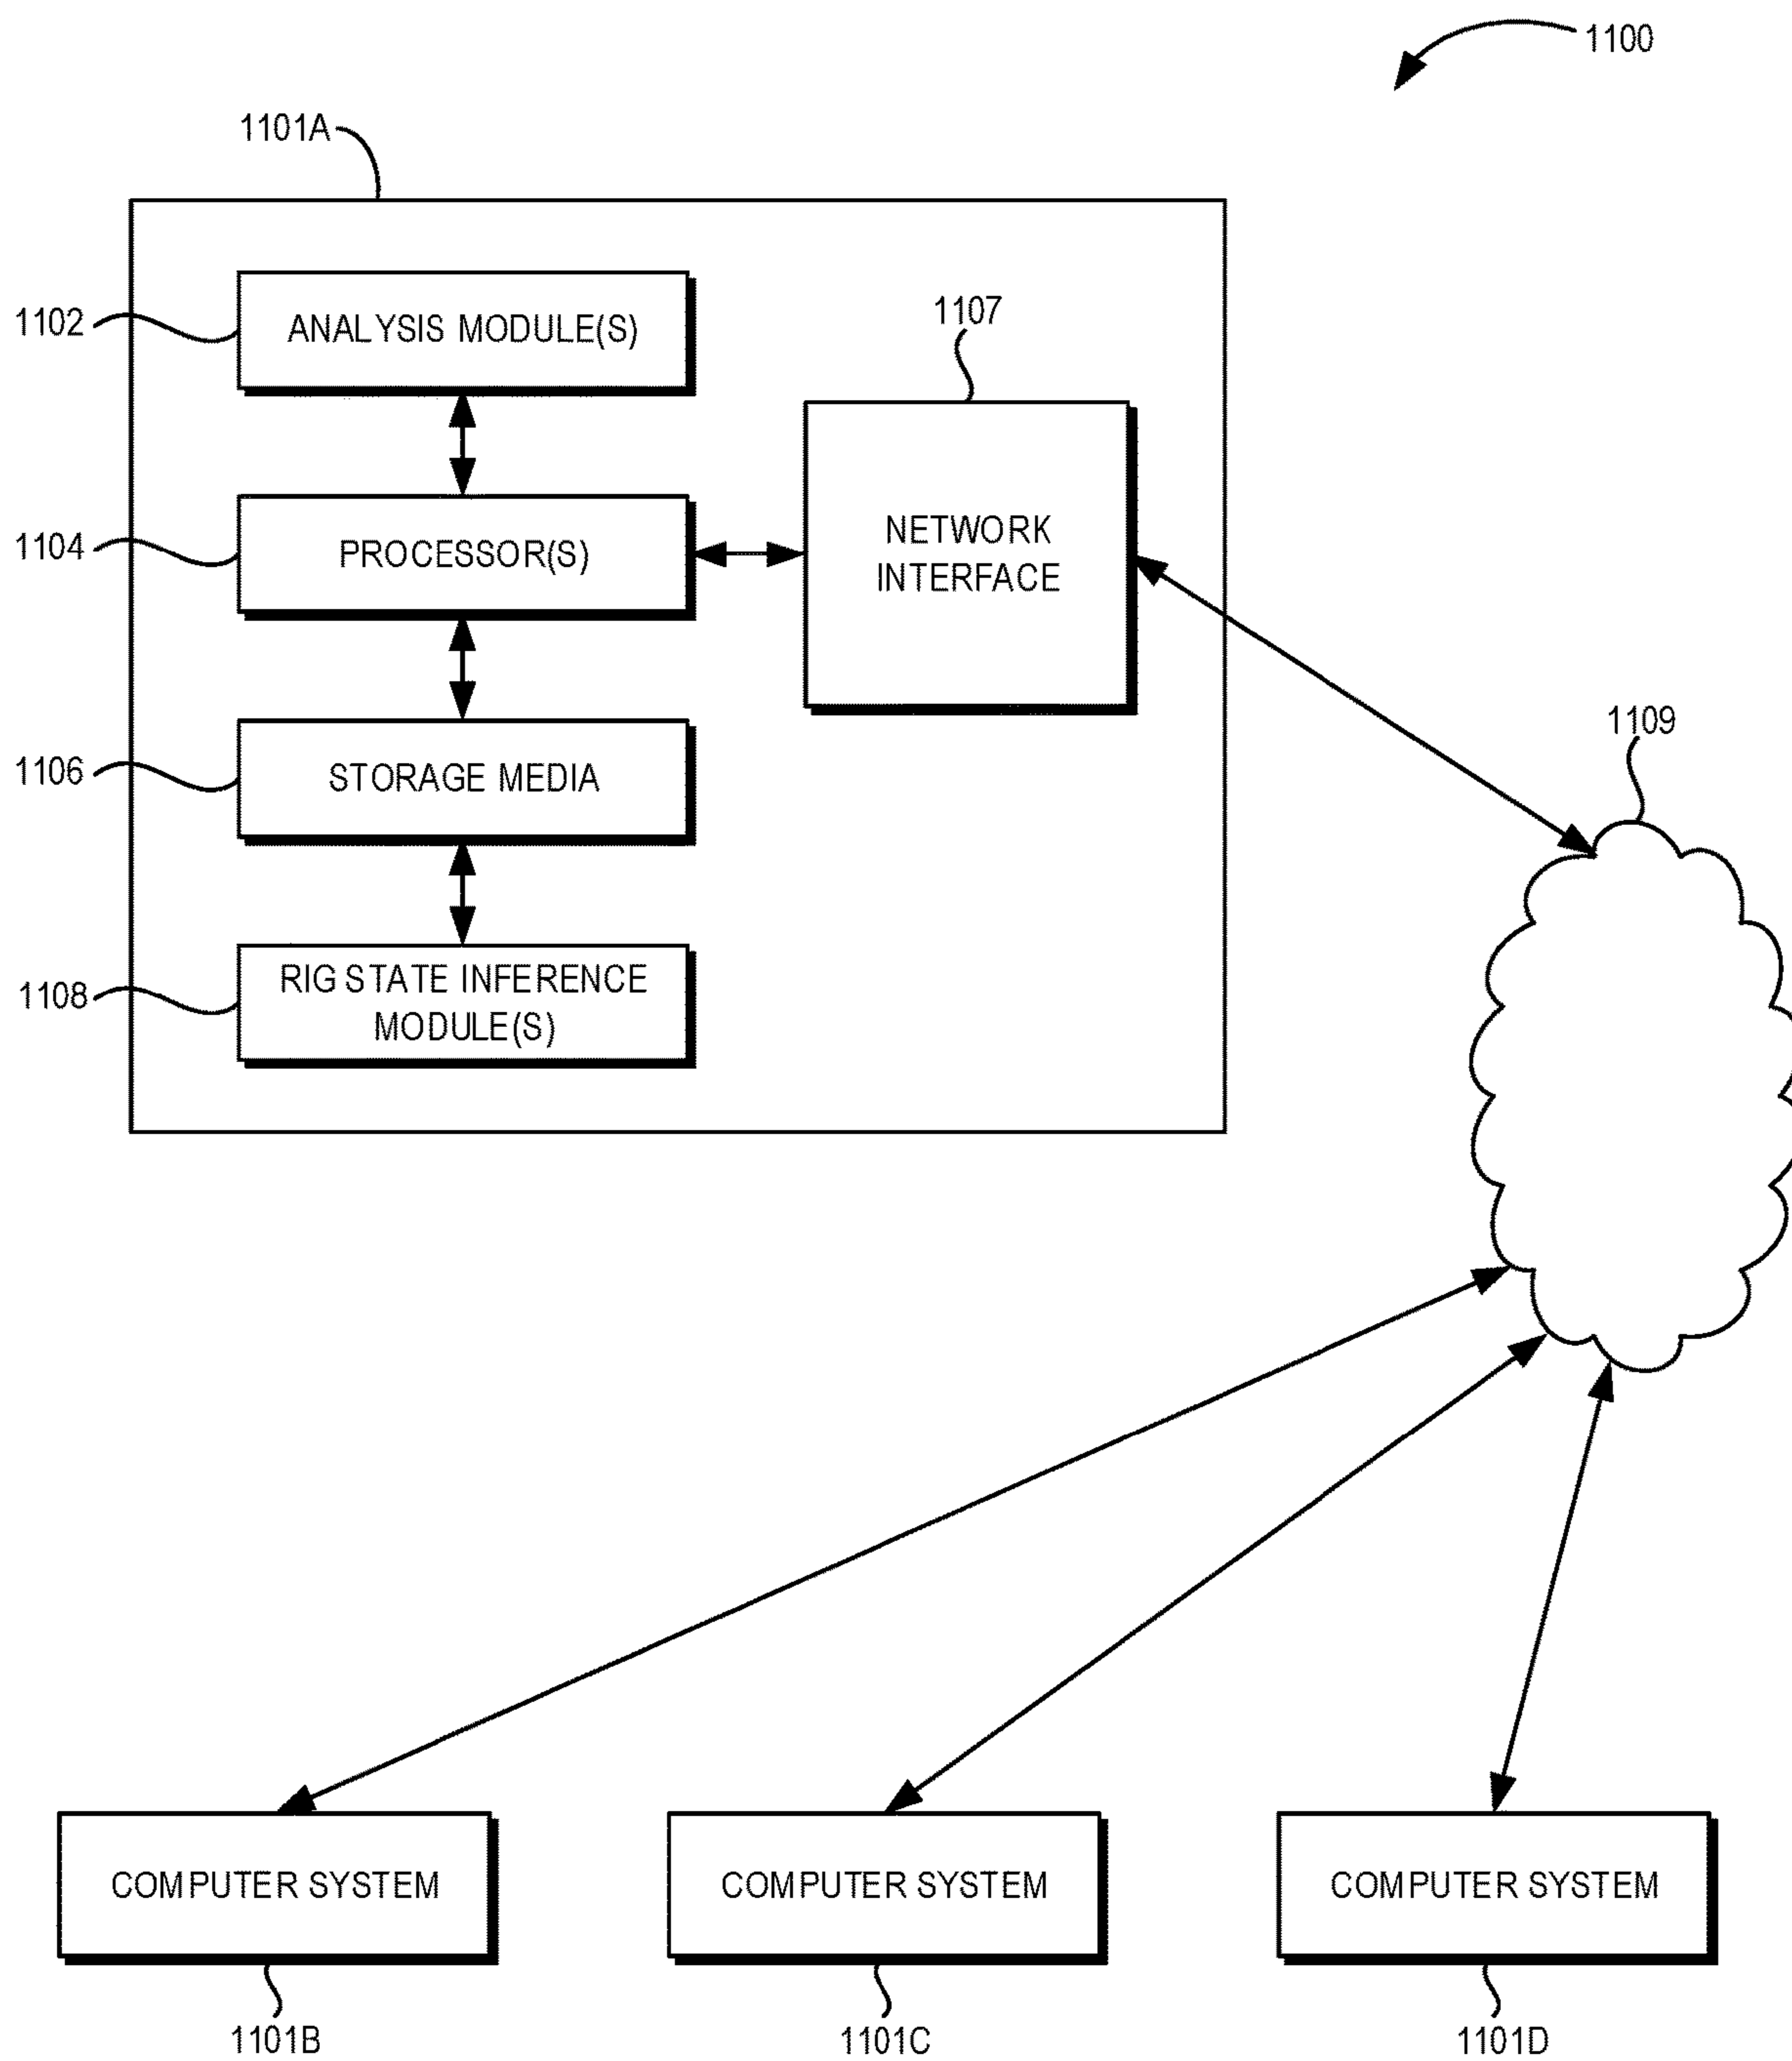 1100
1101A
1102
ANALYSIS MODULE(S)
1107
1104
PROCESSOR(S)
NETWORK
INTERFACE
1109
1106
STORAGE MEDIA
1108
RIG STATE INFERENCE
MODULE(S)
COMPUTER SYSTEM
COMPUTER SYSTEM
COMPUTER SYSTEM
1101B
1101C
1101D